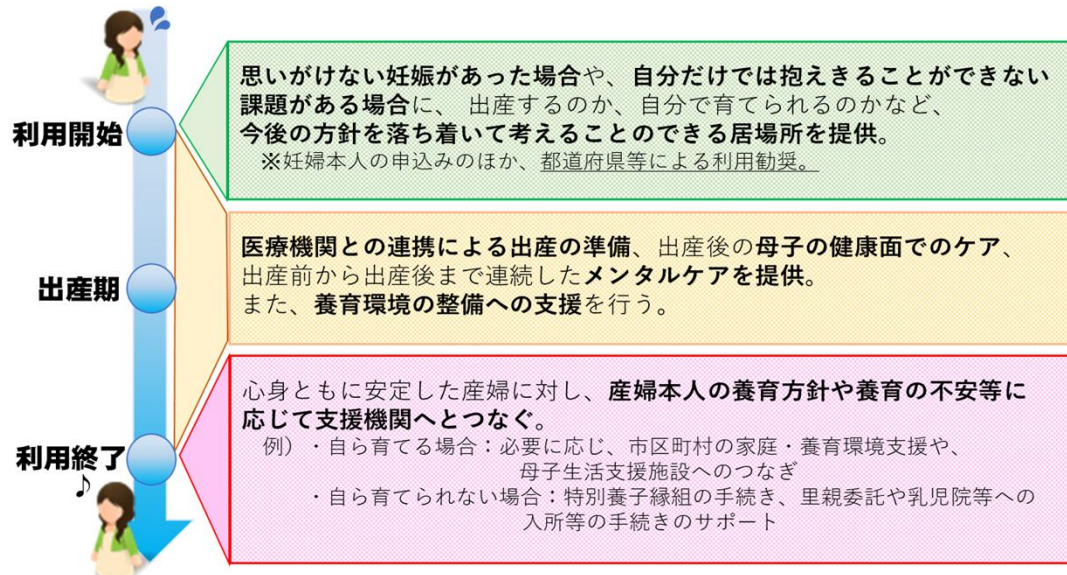 利用開始
思いがけない妊娠があった場合や、自分だけでは抱えきることができない
課題がある場合に、 出産するのか、自分で育てられるのかなど、
今後の方針を落ち着いて考えることのできる居場所を提供。
※妊婦本人の申込みのほか、都道府県等による利用勧奨。
出産期
医療機関との連携による出産の準備、出産後の母子の健康面でのケア、
出産前から出産後まで連続したメンタルケアを提供。
また、養育環境の整備への支援を行う。
利用終了
♪
心身ともに安定した産婦に対し、産婦本人の養育方針や養育の不安等に
応じて支援機関へとつなぐ。
例）・自ら育てる場合：必要に応じ、市区町村の家庭・養育環境支援や、
母子生活支援施設へのつなぎ
・自ら育てられない場合：特別養子縁組の手続き、里親委託や乳児院等への
入所等の手続きのサポート